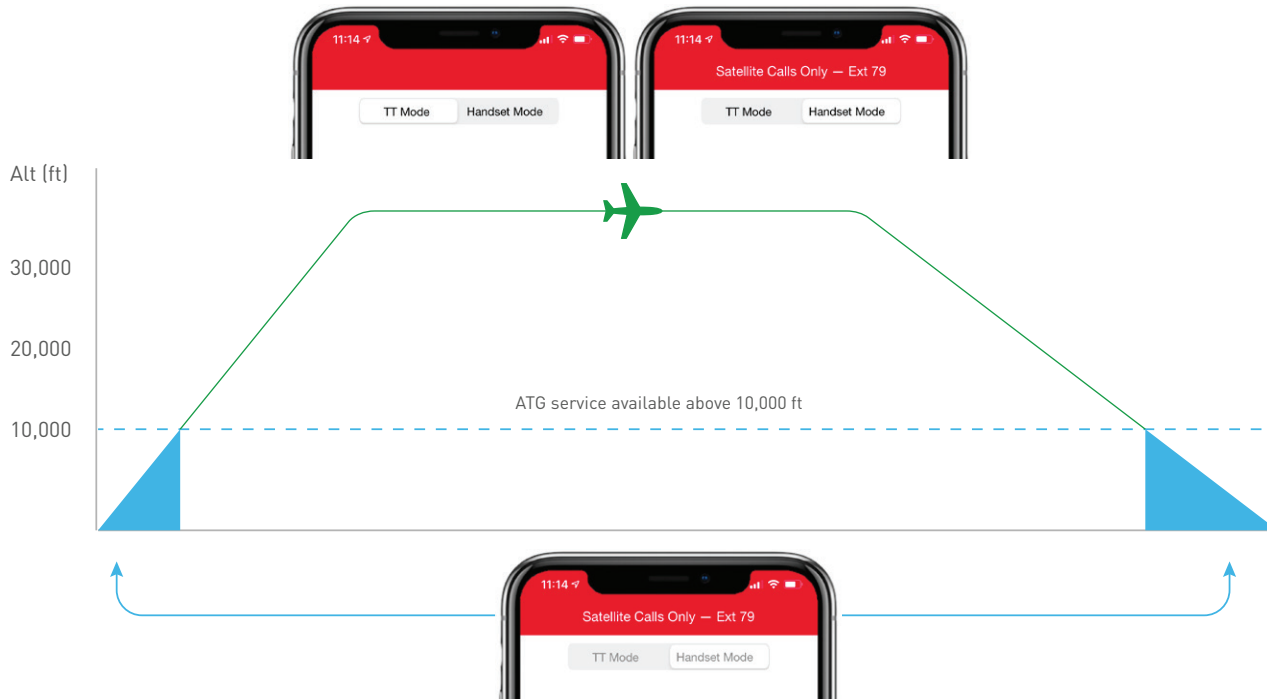 11:14
11:14
Satellite Calls Only — Ext 79
TT Mode Handset Mode
TT Mode Handset Mode
Alt (ft)
30,000
20,000
ATG service available above 10,000 ft
10,000
11:14
Satellite Calls Only — Ext 79
TT Mode Handset Mode